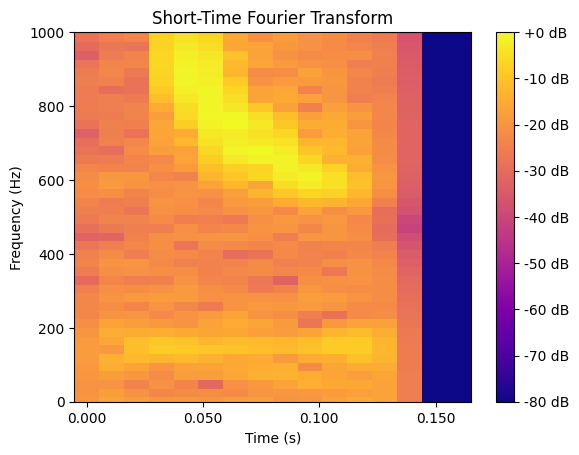 Short-Time Fourier Transform
1000
800
600
400
200
0
Frequency (Hz)
0.000
0.050
0.100
0.150
Time (s)
+0 dB
-10 dB
-20 dB
-30 dB
-40 dB
-50 dB
-60 dB
-70 dB
-80 dB